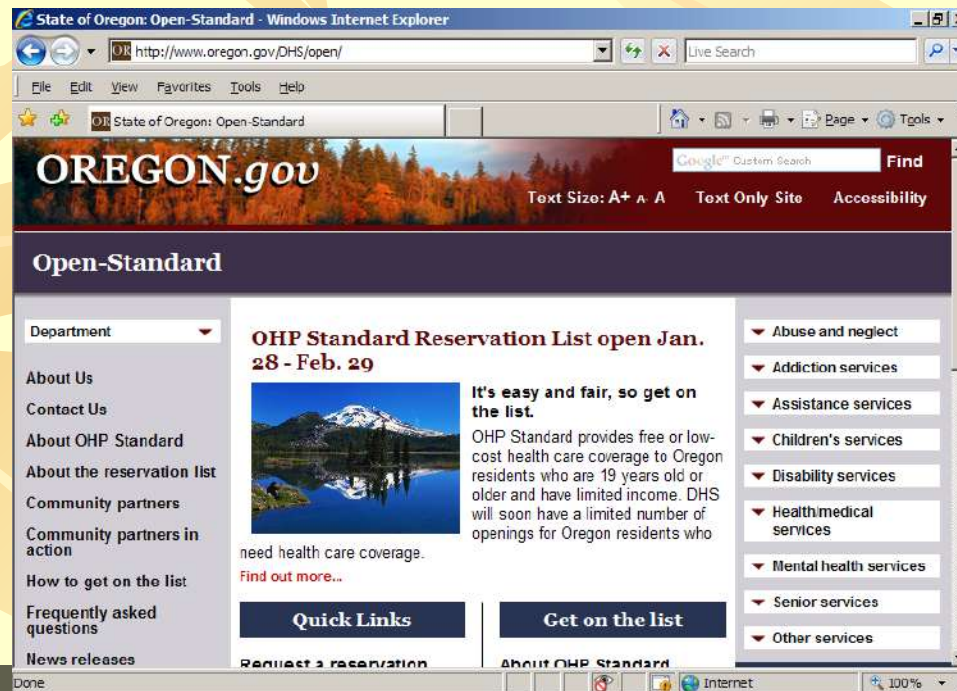 State of Oregon: Open-Standard - Windows Internet Explorer
OR http://www.oregon.gov/DHS/open/
Live Search
File Edit View Favorites Tools Help
OR State of Oregon: Open-Standard
Page Tools
OREGON.gov
Google™ Custom Search Find
Text Size: A+ A- A Text Only Site Accessibility
Open-Standard
Department
About Us
Contact Us
About OHP Standard
About the reservation list
Community partners
Community partners in
action
How to get on the list
Frequently asked
questions
News releases
OHP Standard Reservation List open Jan.
28 - Feb. 29
It's easy and fair, so get on
the list.
OHP Standard provides free or low-
cost health care coverage to Oregon
residents who are 19 years old or
older and have limited income. DHS
will soon have a limited number of
openings for Oregon residents who
need health care coverage.
Find out more...
Quick Links
Request a reservation
Get on the list
About OHP Standard
Abuse and neglect
Addiction services
Assistance services
Children's services
Disability services
Health/medical
services
Mental health services
Senior services
Other services
Done
Internet
100%